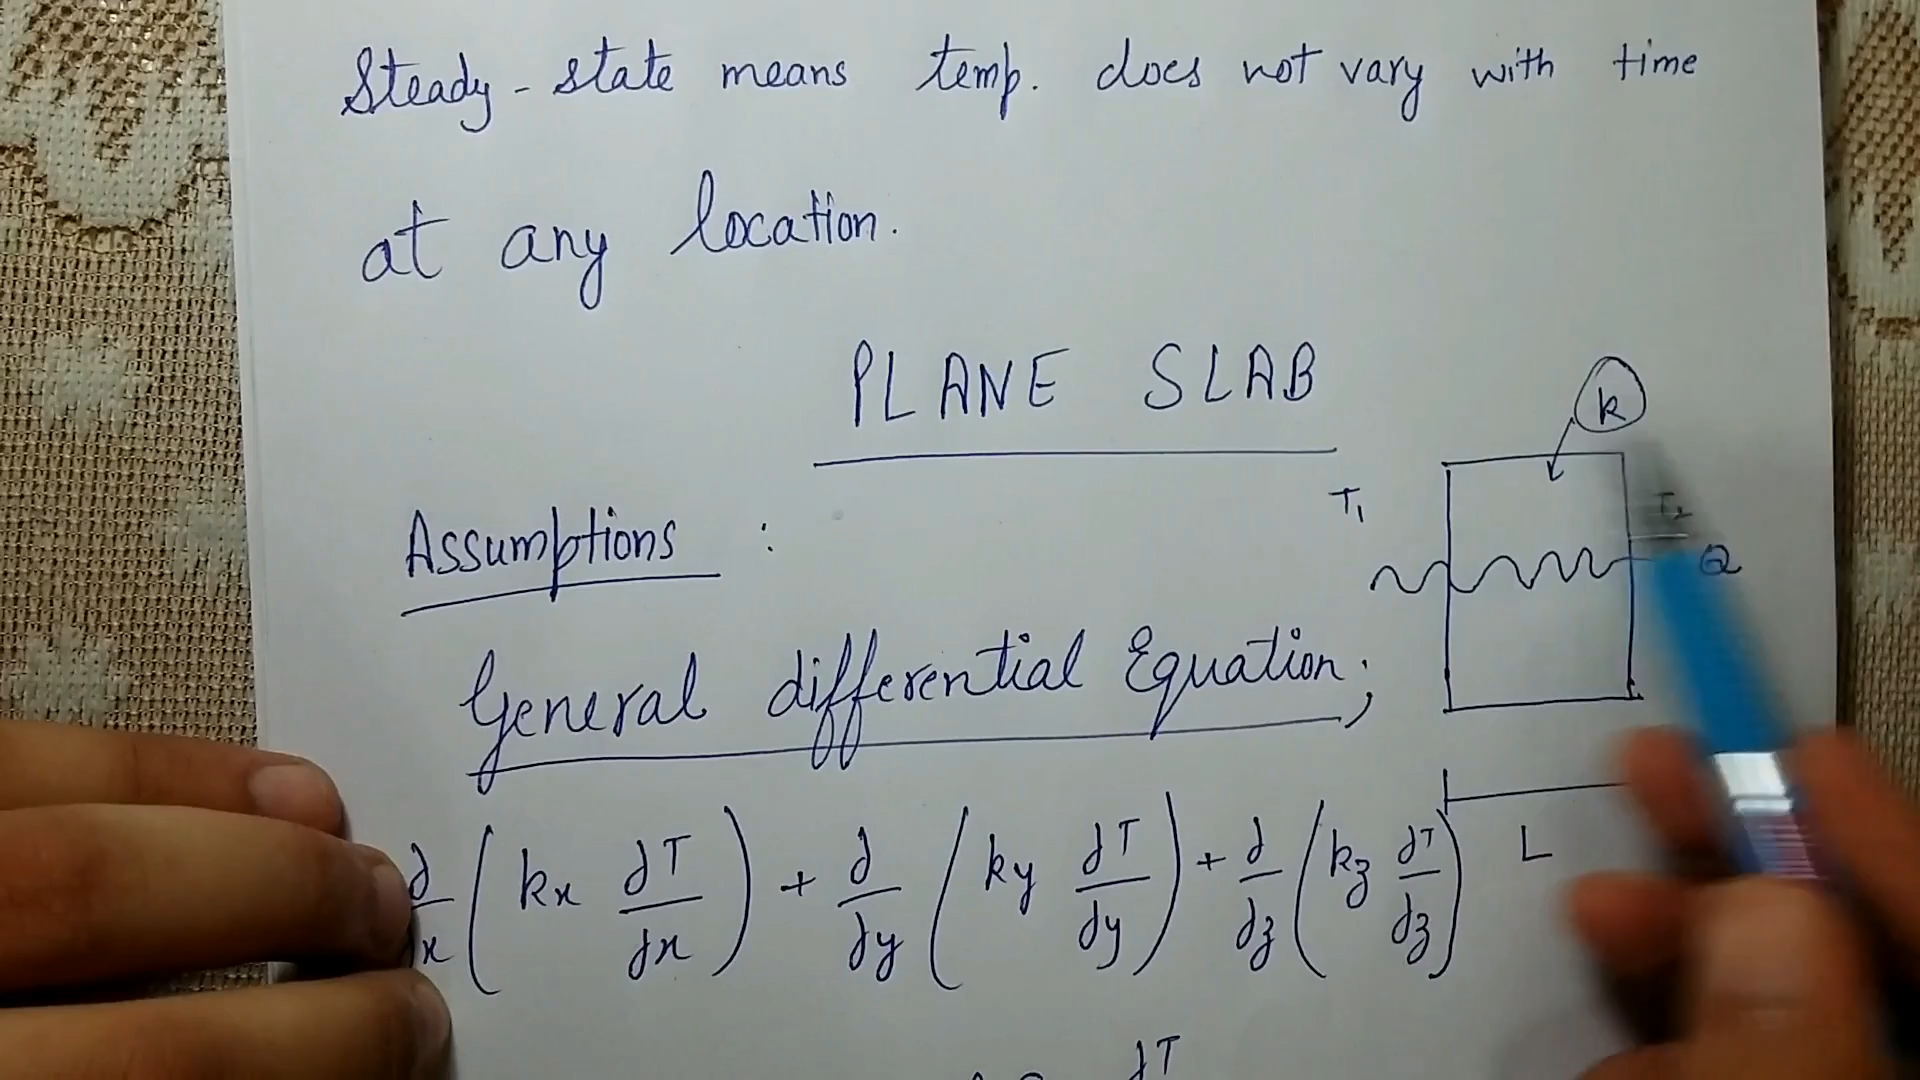 Steady-state means temp. does not vary with time
at any location.
PLANE SLAB
k
Assumptions :
T₁
T₂
Q
General differential Equation;
∂/∂x ( kx ∂T/∂x ) + ∂/∂y ( ky ∂T/∂y ) + ∂/∂z ( kz ∂T/∂z )
L
∂T